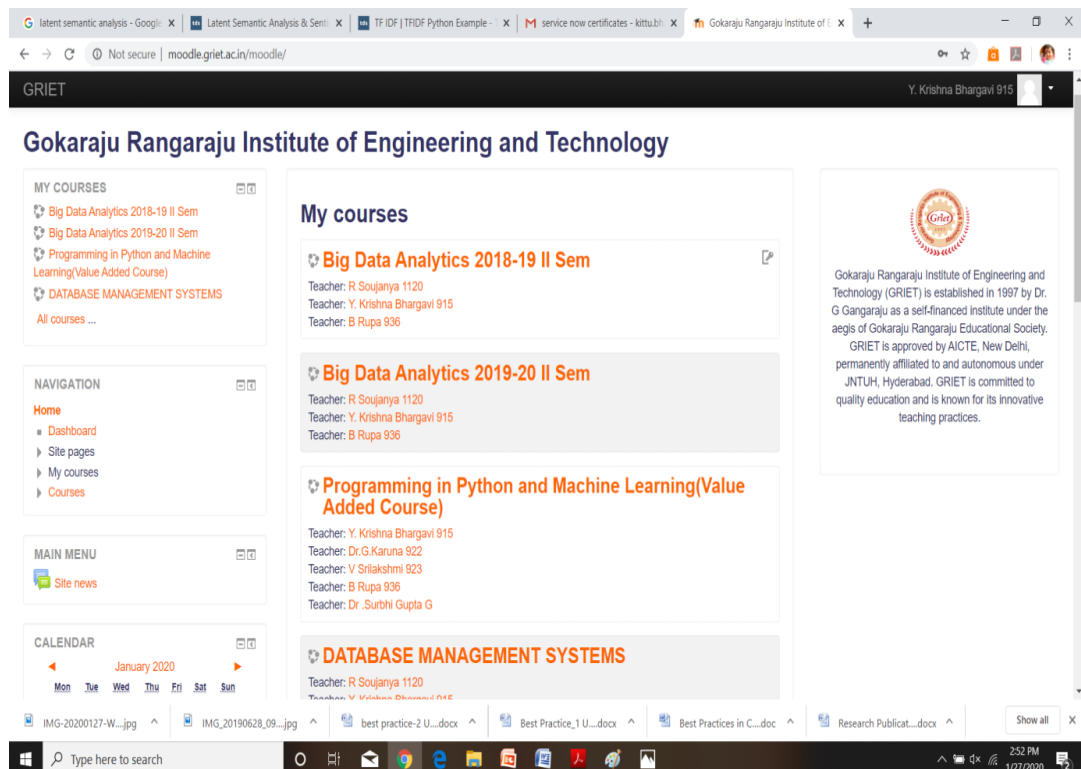 latent semantic analysis - Google
Latent Semantic Analysis & Senti
TF IDF | TFIDF Python Example -
service now certificates - kittu.bh
Gokaraju Rangaraju Institute of E
Not secure | moodle.griet.ac.in/moodle/
GRIET
Y. Krishna Bhargavi 915
Gokaraju Rangaraju Institute of Engineering and Technology
MY COURSES
Big Data Analytics 2018-19 II Sem
Big Data Analytics 2019-20 II Sem
Programming in Python and Machine
Learning(Value Added Course)
DATABASE MANAGEMENT SYSTEMS
All courses ...
NAVIGATION
Home
Dashboard
Site pages
My courses
Courses
MAIN MENU
Site news
CALENDAR
January 2020
Mon Tue Wed Thu Fri Sat Sun
My courses
Big Data Analytics 2018-19 II Sem
Teacher: R Soujanya 1120
Teacher: Y. Krishna Bhargavi 915
Teacher: B Rupa 936
Big Data Analytics 2019-20 II Sem
Teacher: R Soujanya 1120
Teacher: Y. Krishna Bhargavi 915
Teacher: B Rupa 936
Programming in Python and Machine Learning(Value
Added Course)
Teacher: Y. Krishna Bhargavi 915
Teacher: Dr.G.Karuna 922
Teacher: V Srilakshmi 923
Teacher: B Rupa 936
Teacher: Dr .Surbhi Gupta G
DATABASE MANAGEMENT SYSTEMS
Teacher: R Soujanya 1120
Teacher: Y. Krishna Bhargavi 915
Griet
Gokaraju Rangaraju Institute of Engineering and
Technology (GRIET) is established in 1997 by Dr.
G Gangaraju as a self-financed institute under the
aegis of Gokaraju Rangaraju Educational Society.
GRIET is approved by AICTE, New Delhi,
permanently affiliated to and autonomous under
JNTUH, Hyderabad. GRIET is committed to
quality education and is known for its innovative
teaching practices.
IMG-20200127-W....jpg
IMG_20190628_09....jpg
best practice-2 U....docx
Best Practice_1 U....docx
Best Practices in C....doc
Research Publicat....docx
Show all
Type here to search
2:52 PM
1/27/2020